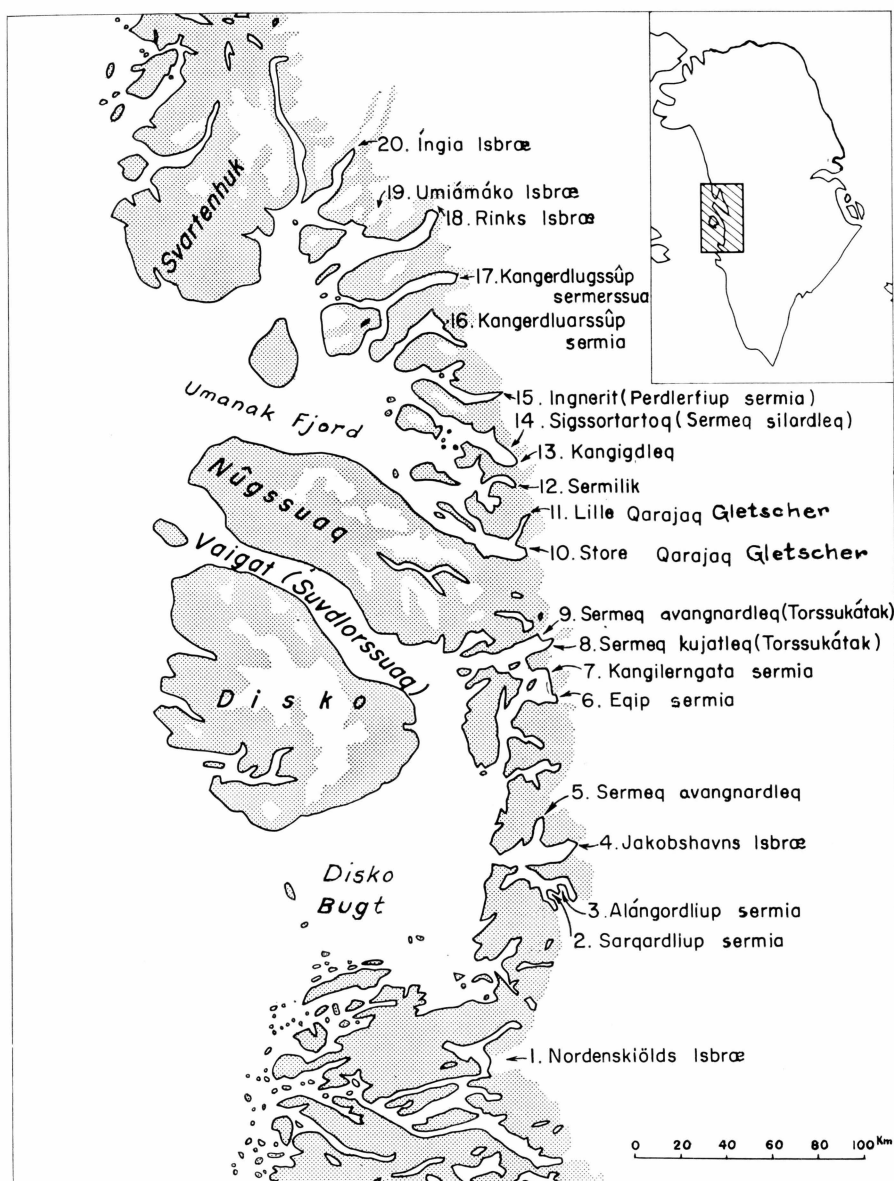 20. Íngia Isbræ
19. Umiámáko Isbræ
18. Rinks Isbræ
Svartenhuk
17. Kangerdlugssûp
sermerssua
16. Kangerdluarssûp
sermia
15. Ingnerit (Perdlerfiup sermia)
14. Sigssortartoq (Sermeq silardleq)
Umanak Fjord
13. Kangigdleq
12. Sermilik
Nûgssuaq
11. Lille Qarajaq Gletscher
10. Store Qarajaq Gletscher
Vaigat (Suvdlorssuaq)
9. Sermeq avangnardleq (Torssukátak)
8. Sermeq kujatleq (Torssukátak)
7. Kangilerngata sermia
Disko
6. Eqip sermia
5. Sermeq avangnardleq
4. Jakobshavns Isbræ
Disko
Bugt
3. Alángordliup sermia
2. Sarqardliup sermia
1. Nordenskiölds Isbræ
0 20 40 60 80 100 Km